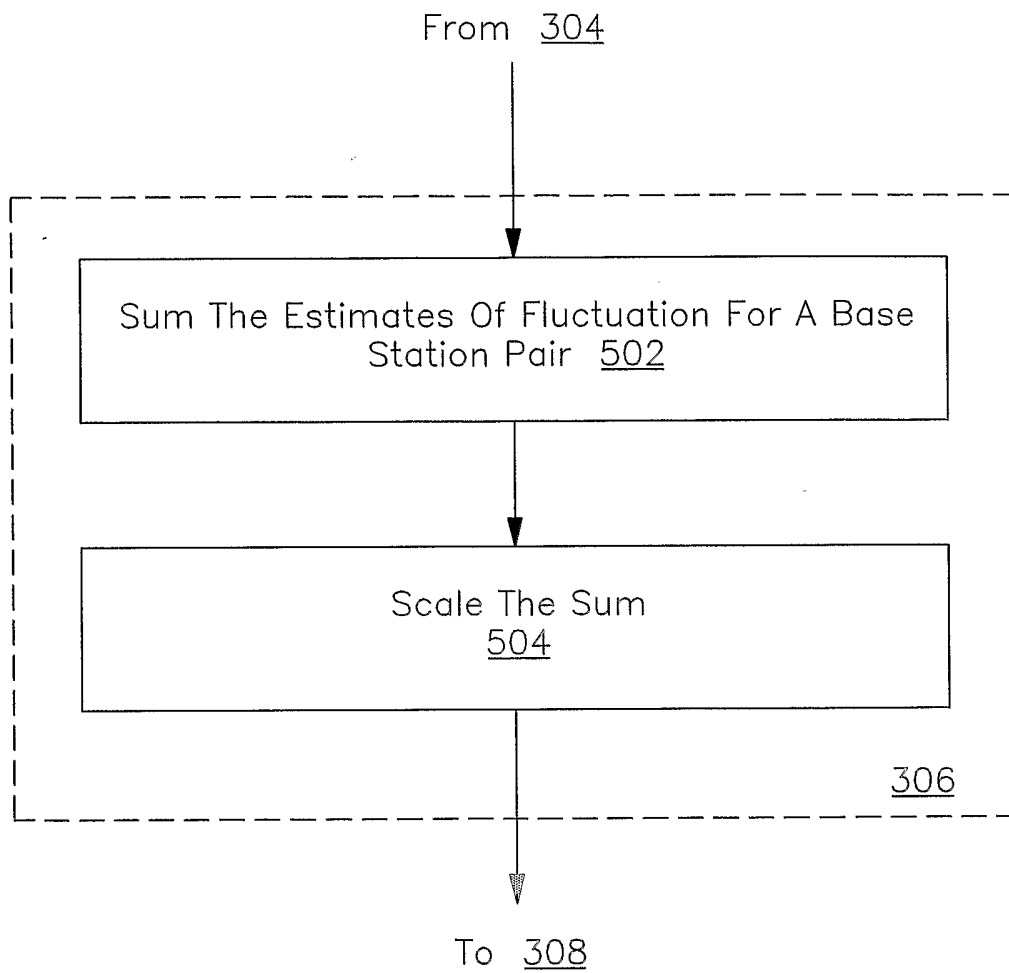 From 304
Sum The Estimates Of Fluctuation For A Base
Station Pair 502
Scale The Sum
504
306
To 308